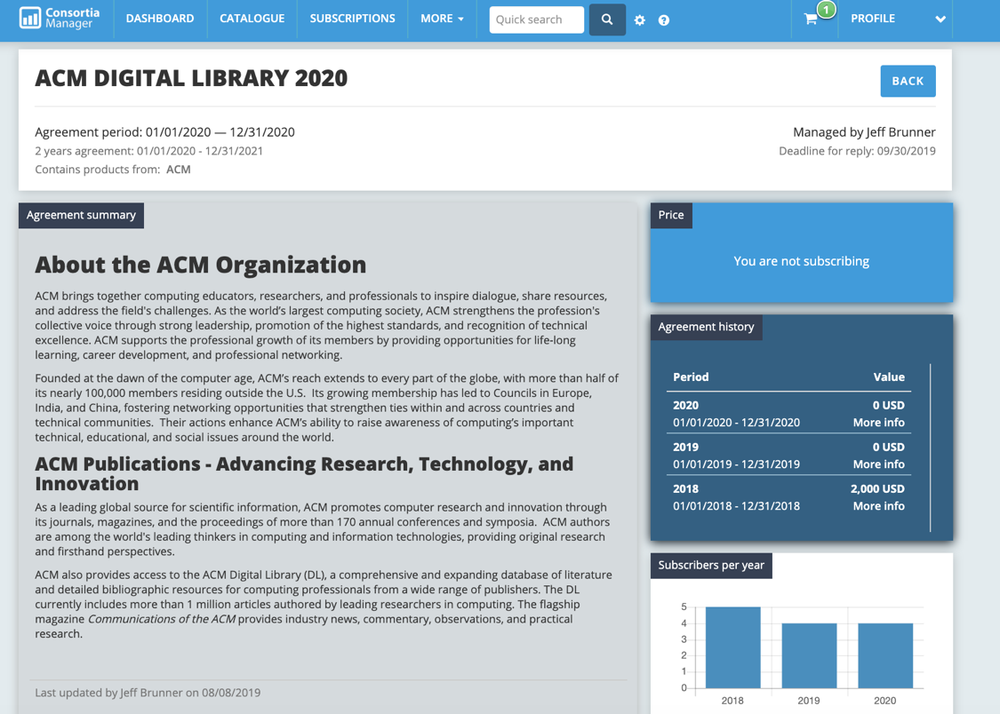 Consortia
Manager
DASHBOARD
CATALOGUE
SUBSCRIPTIONS
MORE
Quick search
1
PROFILE
ACM DIGITAL LIBRARY 2020
BACK
Agreement period: 01/01/2020 — 12/31/2020
2 years agreement: 01/01/2020 - 12/31/2021
Contains products from: ACM
Managed by Jeff Brunner
Deadline for reply: 09/30/2019
Agreement summary
About the ACM Organization
ACM brings together computing educators, researchers, and professionals to inspire dialogue, share resources,
and address the field's challenges. As the world’s largest computing society, ACM strengthens the profession's
collective voice through strong leadership, promotion of the highest standards, and recognition of technical
excellence. ACM supports the professional growth of its members by providing opportunities for life-long
learning, career development, and professional networking.
Founded at the dawn of the computer age, ACM’s reach extends to every part of the globe, with more than half of
its nearly 100,000 members residing outside the U.S.  Its growing membership has led to Councils in Europe,
India, and China, fostering networking opportunities that strengthen ties within and across countries and
technical communities.  Their actions enhance ACM’s ability to raise awareness of computing’s important
technical, educational, and social issues around the world.
ACM Publications - Advancing Research, Technology, and
Innovation
As a leading global source for scientific information, ACM promotes computer research and innovation through
its journals, magazines, and the proceedings of more than 170 annual conferences and symposia.  ACM authors
are among the world's leading thinkers in computing and information technologies, providing original research
and firsthand perspectives.
ACM also provides access to the ACM Digital Library (DL), a comprehensive and expanding database of literature
and detailed bibliographic resources for computing professionals from a wide range of publishers. The DL
currently includes more than 1 million articles authored by leading researchers in computing. The flagship
magazine Communications of the ACM provides industry news, commentary, observations, and practical
research.
Last updated by Jeff Brunner on 08/08/2019
Price
You are not subscribing
Agreement history
Period Value
2020 0 USD
01/01/2020 - 12/31/2020 More info
2019 0 USD
01/01/2019 - 12/31/2019 More info
2018 2,000 USD
01/01/2018 - 12/31/2018 More info
Subscribers per year
5
4
3
2
1
0
2018 2019 2020